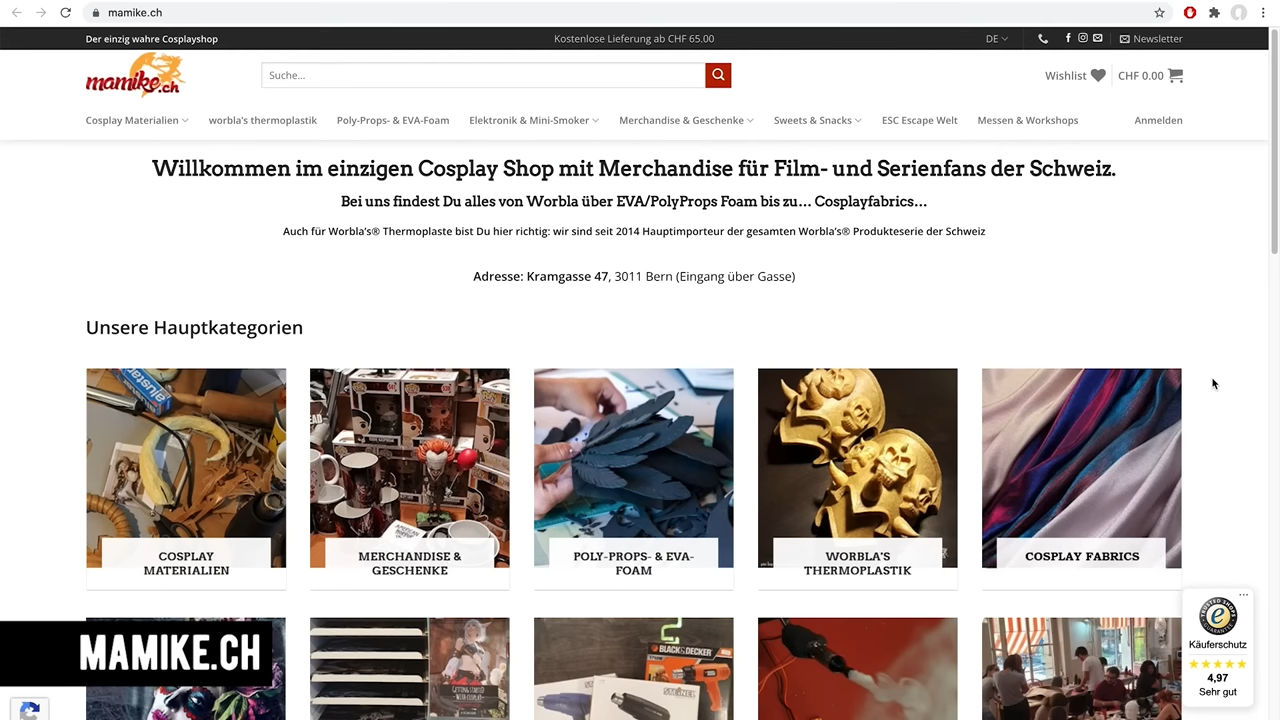 mamike.ch
Der einzig wahre Cosplayshop
Kostenlose Lieferung ab CHF 65.00
DE
Newsletter
mamike.ch
Suche...
Wishlist
CHF 0.00
Cosplay Materialien
worbla's thermoplastik
Poly-Props- & EVA-Foam
Elektronik & Mini-Smoker
Merchandise & Geschenke
Sweets & Snacks
ESC Escape Welt
Messen & Workshops
Anmelden
Willkommen im einzigen Cosplay Shop mit Merchandise für Film- und Serienfans der Schweiz.
Bei uns findest Du alles von Worbla über EVA/PolyProps Foam bis zu… Cosplayfabrics…
Auch für Worbla's® Thermoplaste bist Du hier richtig: wir sind seit 2014 Hauptimporteur der gesamten Worbla's® Produkteserie der Schweiz
Adresse: Kramgasse 47, 3011 Bern (Eingang über Gasse)
Unsere Hauptkategorien
COSPLAY
MATERIALIEN
MERCHANDISE &
GESCHENKE
POLY-PROPS- & EVA-
FOAM
WORBLA'S
THERMOPLASTIK
COSPLAY FABRICS
BLACK&DECKER
STEINEL
MAMIKE.CH
Käuferschutz
4,97
Sehr gut